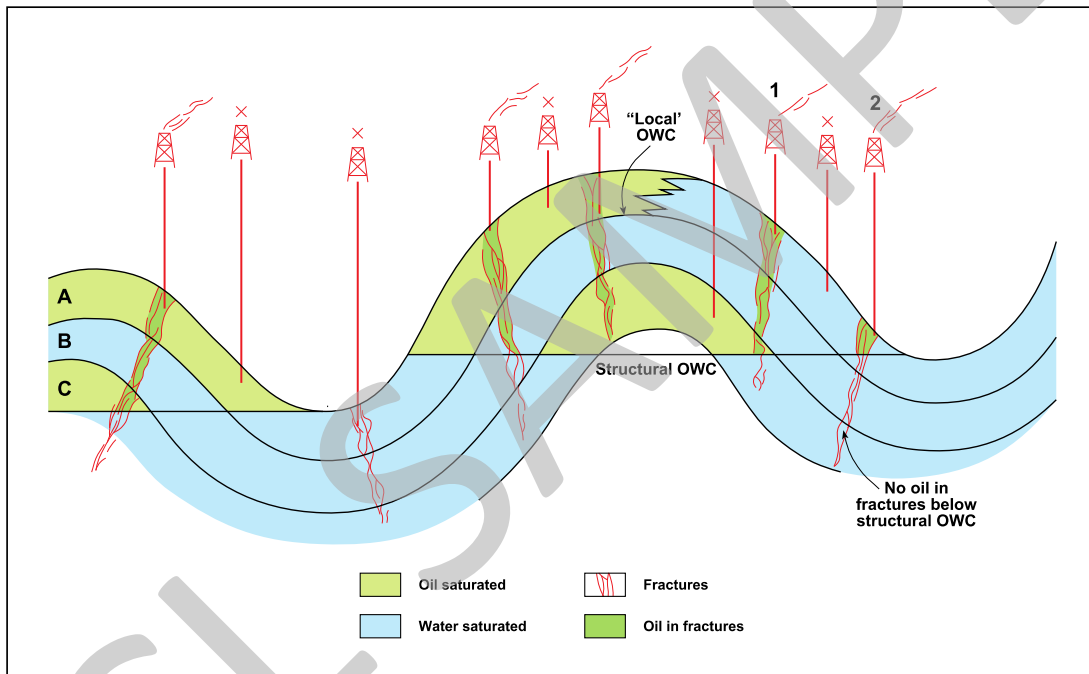 1
2
“Local’
OWC
A
B
C
Structural OWC
No oil in
fractures below
structural OWC
Oil saturated
Fractures
Water saturated
Oil in fractures
SAMPL